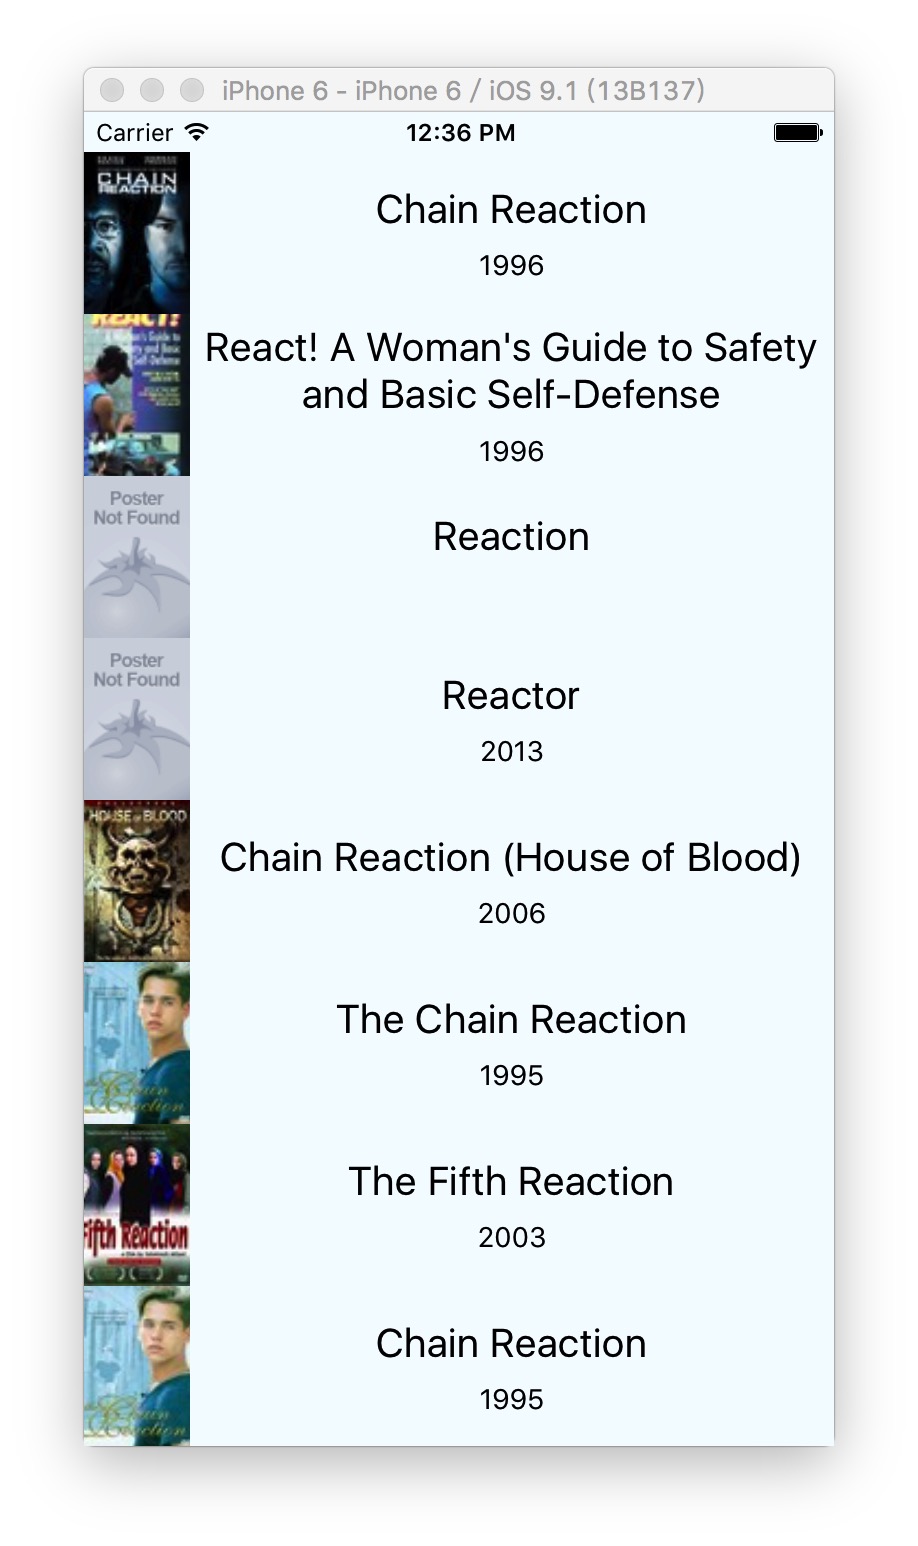 iPhone 6 - iPhone 6 / iOS 9.1 (13B137)
Carrier 12:36 PM
CHAIN
REACTION
Chain Reaction
1996
REACT!
React! A Woman's Guide to Safety
and Basic Self-Defense
1996
Poster
Not Found
Reaction
Poster
Not Found
Reactor
2013
HOUSE of BLOOD
Chain Reaction (House of Blood)
2006
Chain
Reaction
The Chain Reaction
1995
Fifth Reaction
The Fifth Reaction
2003
Chain
Reaction
Chain Reaction
1995